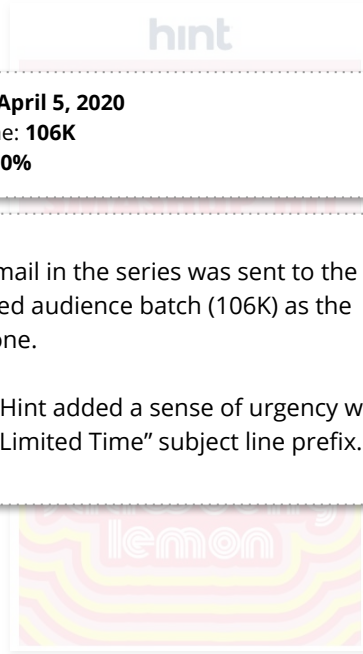 hint
April 5, 2020
e: 106K
0%
mail in the series was sent to the
ed audience batch (106K) as the
one.
Hint added a sense of urgency w
Limited Time” subject line prefix.
lemon